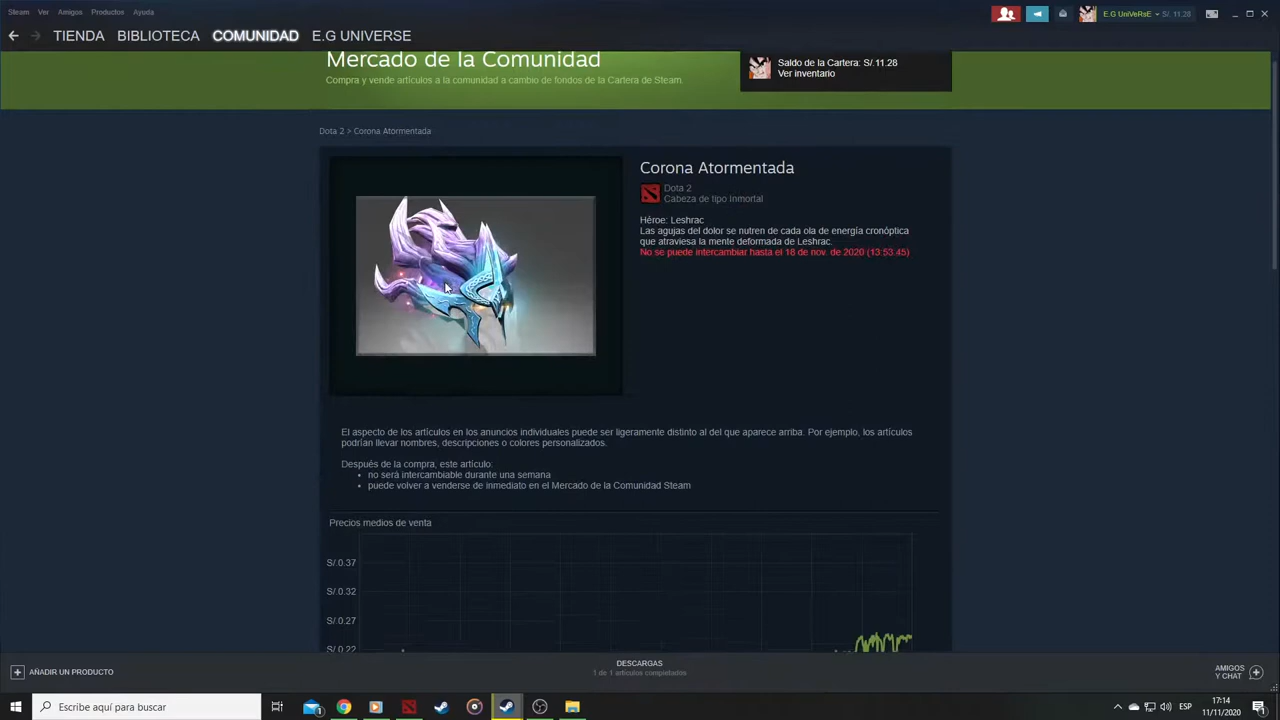 Steam Ver Amigos Productos Ayuda
E.G UniVeRsE S/. 11.28
TIENDA BIBLIOTECA COMUNIDAD E.G UNIVERSE
Mercado de la Comunidad
Compra y vende artículos a la comunidad a cambio de fondos de la Cartera de Steam.
Saldo de la Cartera: S/.11.28
Ver inventario
Dota 2 > Corona Atormentada
Corona Atormentada
Dota 2
Cabeza de tipo Inmortal
Héroe: Leshrac
Las agujas del dolor se nutren de cada ola de energía cronóptica
que atraviesa la mente deformada de Leshrac.
No se puede intercambiar hasta el 18 de nov. de 2020 (13:53:45)
El aspecto de los artículos en los anuncios individuales puede ser ligeramente distinto al del que aparece arriba. Por ejemplo, los artículos
podrían llevar nombres, descripciones o colores personalizados.
Después de la compra, este artículo:
• no será intercambiable durante una semana
• puede volver a venderse de inmediato en el Mercado de la Comunidad Steam
Precios medios de venta
S/.0.37
S/.0.32
S/.0.27
S/.0.22
+ AÑADIR UN PRODUCTO
DESCARGAS
1 de 1 artículos completados
AMIGOS
Y CHAT +
Escribe aquí para buscar
1
ESP
17:14
11/11/2020
1